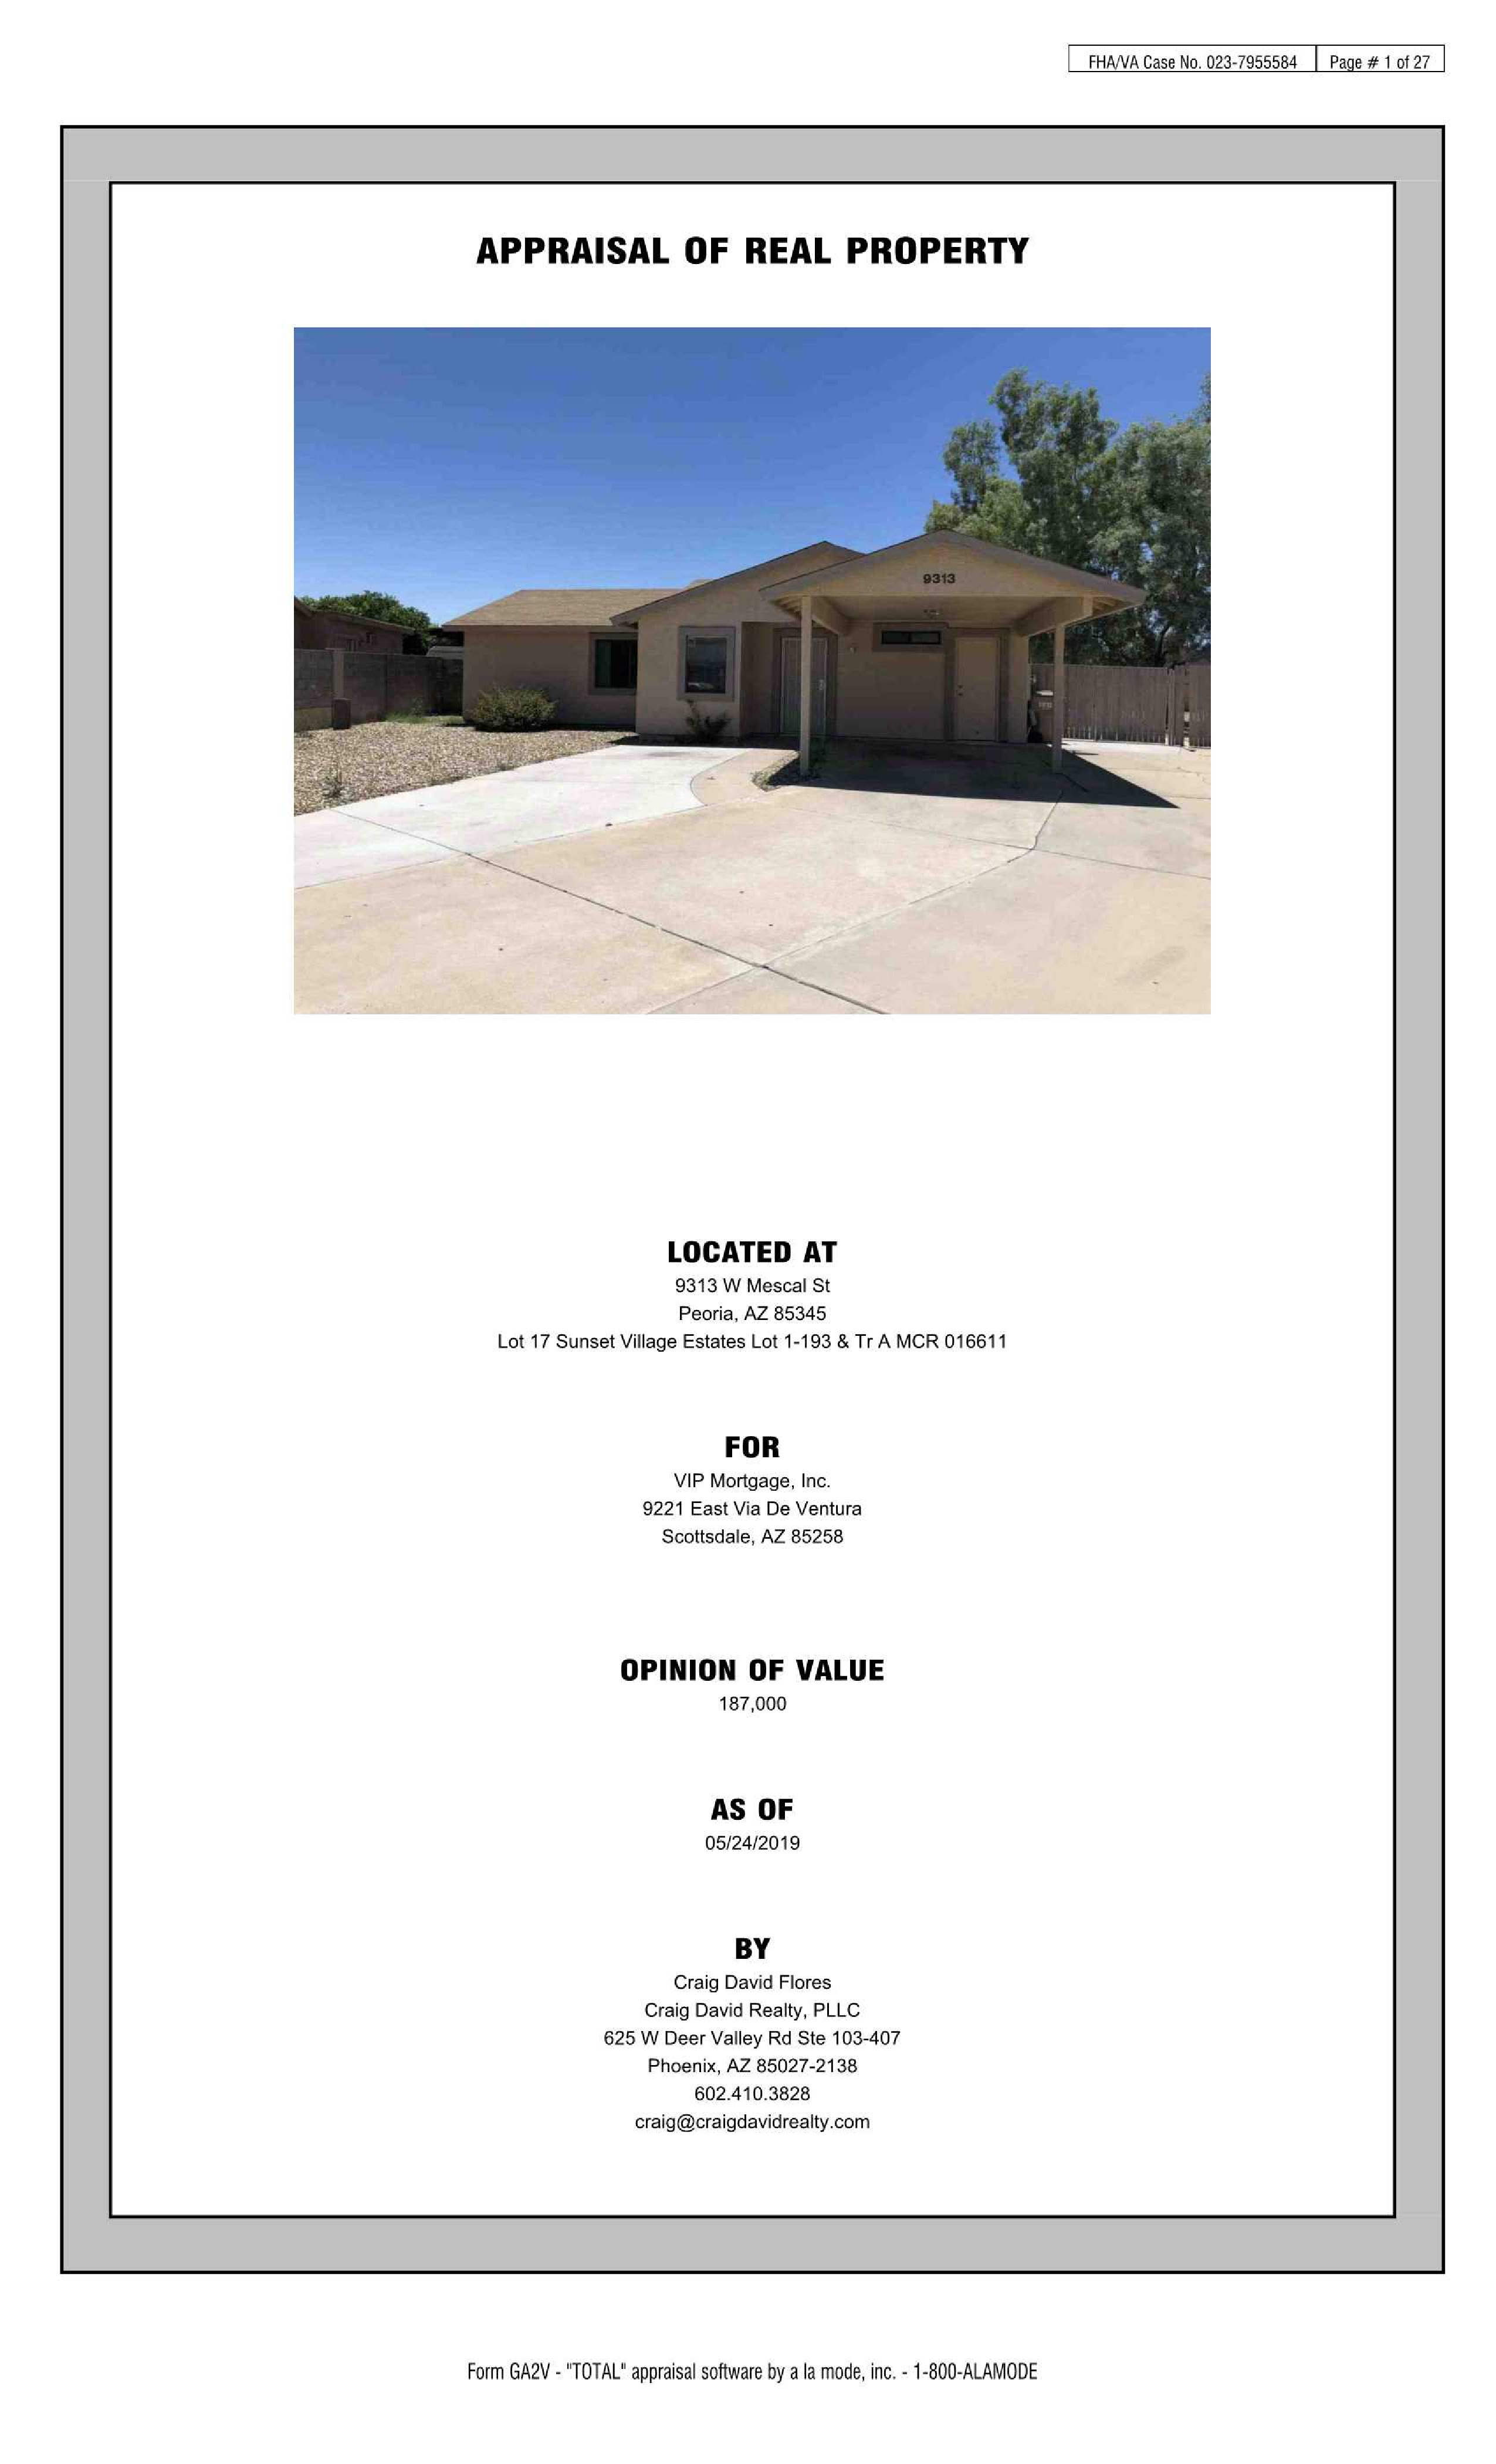 FHA/VA Case No. 023-7955584 Page # 1 of 27
APPRAISAL OF REAL PROPERTY
9313
LOCATED AT
9313 W Mescal St
Peoria, AZ 85345
Lot 17 Sunset Village Estates Lot 1-193 & Tr A MCR 016611
FOR
VIP Mortgage, Inc.
9221 East Via De Ventura
Scottsdale, AZ 85258
OPINION OF VALUE
187,000
AS OF
05/24/2019
BY
Craig David Flores
Craig David Realty, PLLC
625 W Deer Valley Rd Ste 103-407
Phoenix, AZ 85027-2138
602.410.3828
craig@craigdavidrealty.com
Form GA2V - "TOTAL" appraisal software by a la mode, inc. - 1-800-ALAMODE